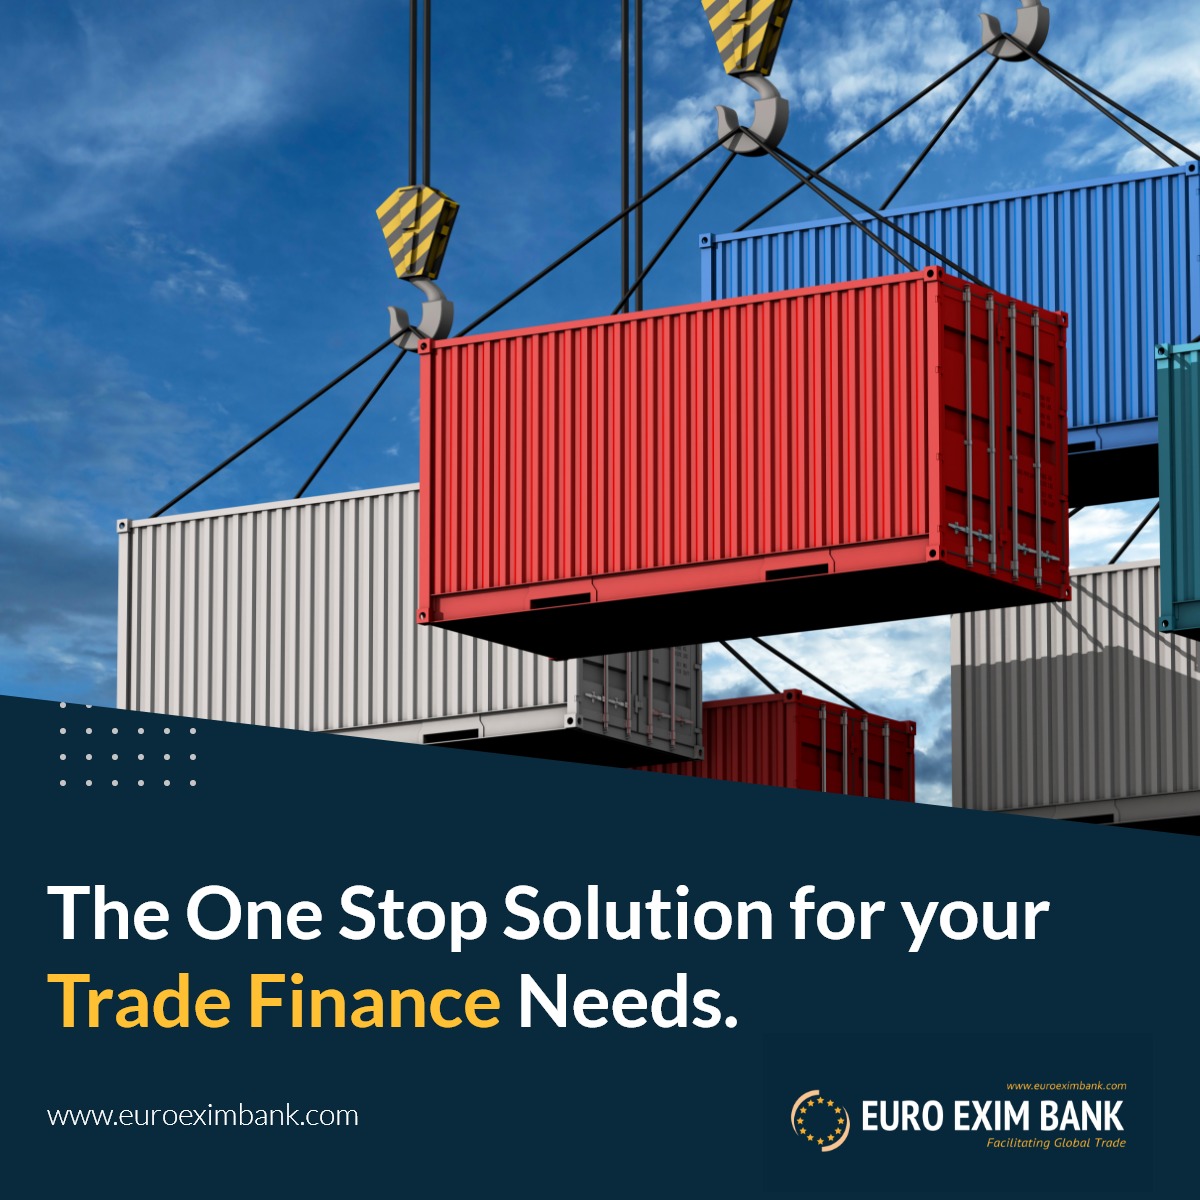 The One Stop Solution for your
Trade Finance Needs.
www.euroeximbank.com
www.euroeximbank.com
EURO EXIM BANK
Facilitating Global Trade